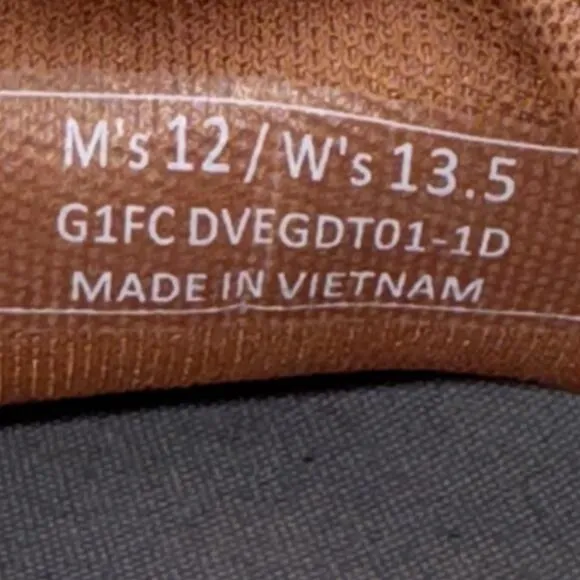 M's 12 / W's 13.5
G1FC DVEGDT01-1D
MADE IN VIETNAM